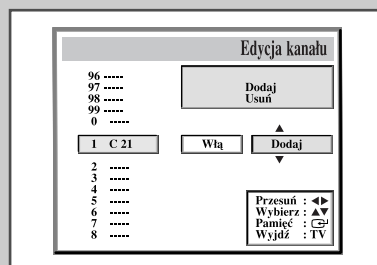 Edycja kanału
96 -----
97 -----
98 -----
99 -----
0 -----
Dodaj
Usuń
1 C 21
Włą
▲
Dodaj
▼
2 -----
3 -----
4 -----
5 -----
6 -----
7 -----
8 -----
Przesuń : ◀▶
Wybierz : ▲▼
Pamięć :
Wyjdź : TV